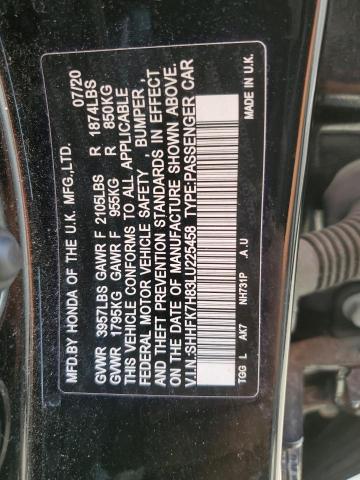 MFD.BY HONDA OF THE U.K. MFG.,LTD. 07/20
GVWR 3957LBS GAWR F 2105LBS R 1874LBS
GVWR 1795KG GAWR F 955KG R 850KG
THIS VEHICLE CONFORMS TO ALL APPLICABLE
FEDERAL MOTOR VEHICLE SAFETY , BUMPER ,
AND THEFT PREVENTION STANDARDS IN EFFECT
ON THE DATE OF MANUFACTURE SHOWN ABOVE.
V.I.N.:SHHFK7H83LU225458 TYPE:PASSENGER CAR
TGG L AK7 NH731P A.U MADE IN U.K.